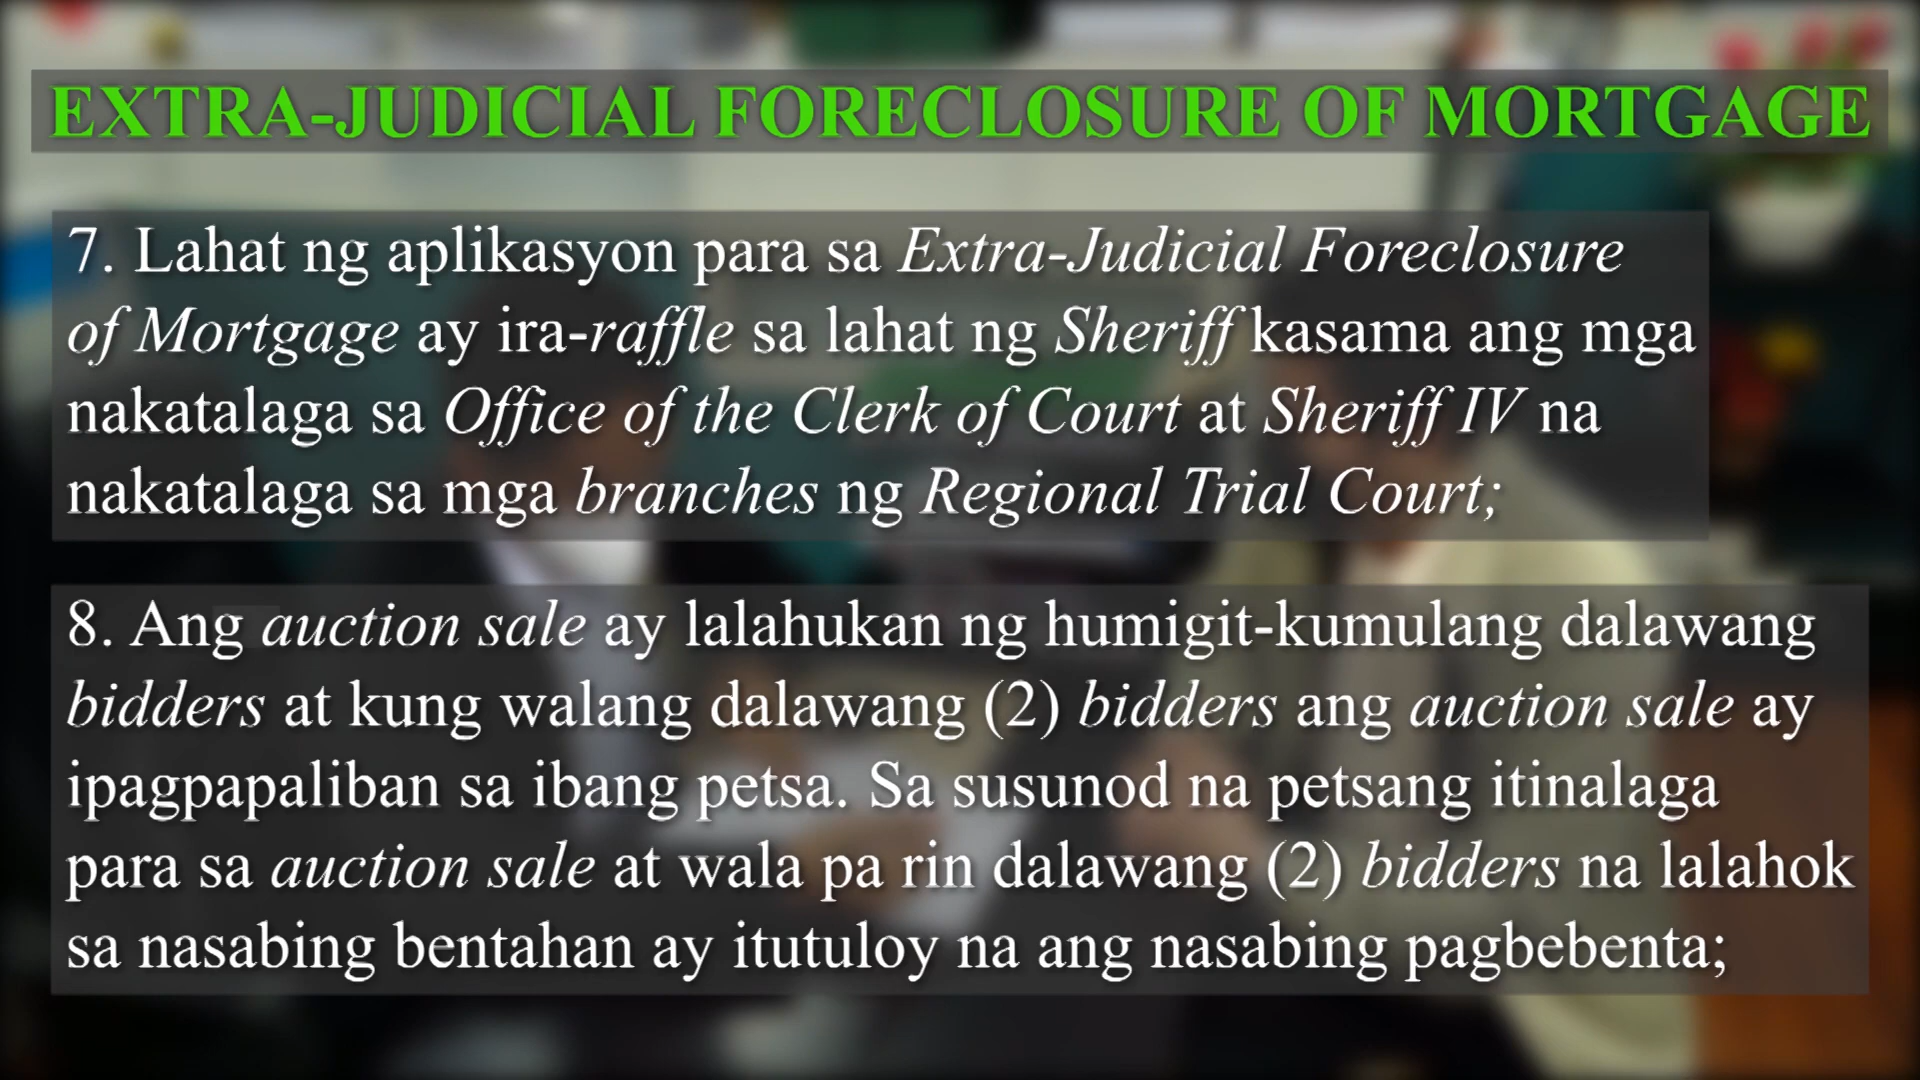 EXTRA-JUDICIAL FORECLOSURE OF MORTGAGE
7. Lahat ng aplikasyon para sa Extra-Judicial Foreclosure
of Mortgage ay ira-raffle sa lahat ng Sheriff kasama ang mga
nakatalaga sa Office of the Clerk of Court at Sheriff IV na
nakatalaga sa mga branches ng Regional Trial Court;
8. Ang auction sale ay lalahukan ng humigit-kumulang dalawang
bidders at kung walang dalawang (2) bidders ang auction sale ay
ipagpapaliban sa ibang petsa. Sa susunod na petsang itinalaga
para sa auction sale at wala pa rin dalawang (2) bidders na lalahok
sa nasabing bentahan ay itutuloy na ang nasabing pagbebenta;